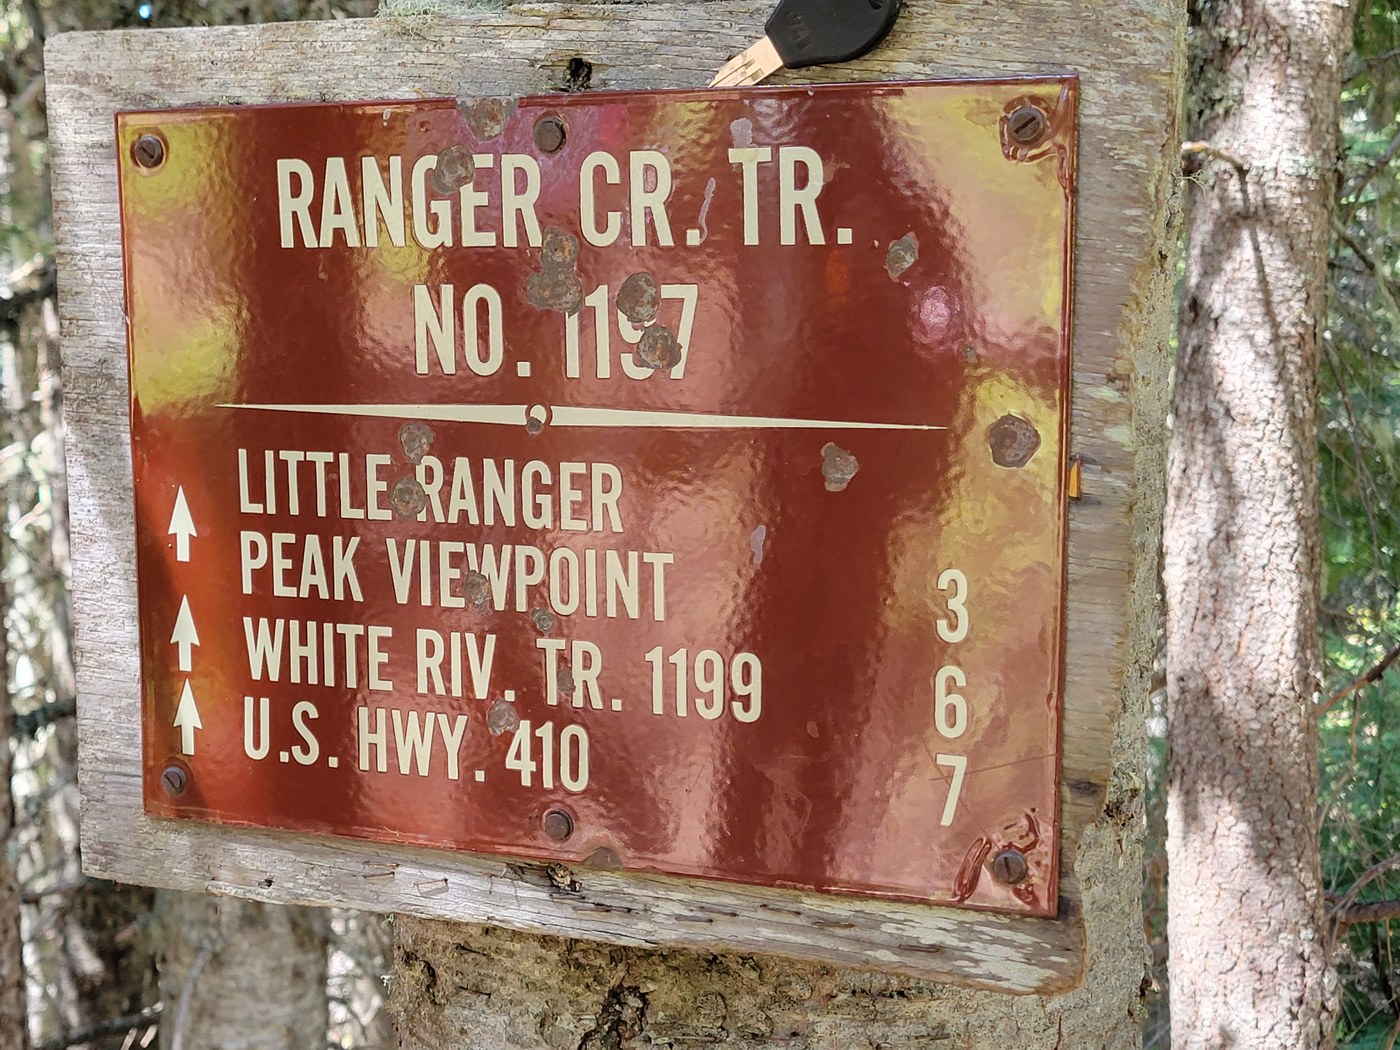 RANGER CR. TR.
NO. 1197
LITTLE RANGER
PEAK VIEWPOINT 3
WHITE RIV. TR. 1199 6
U.S. HWY. 410 7